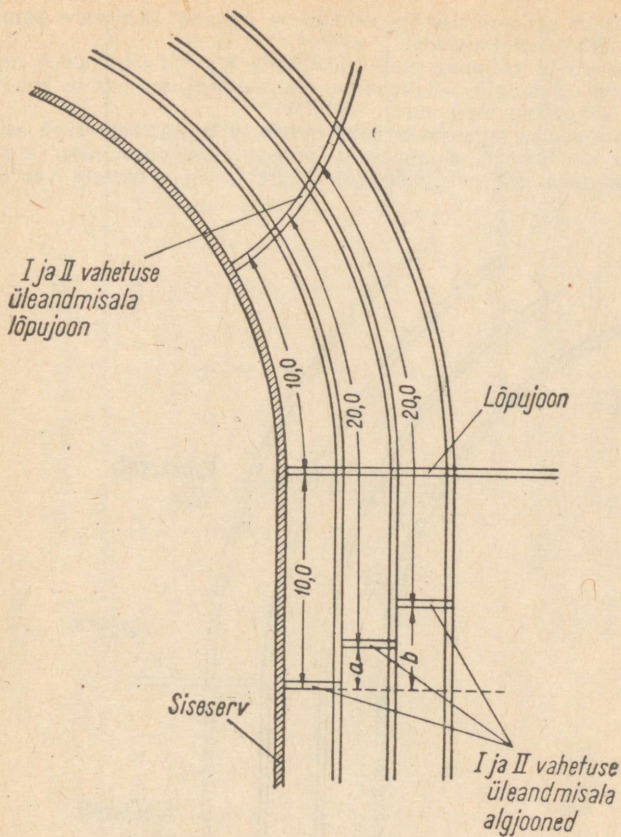 I ja II vahetuse
üleandmisala
lõpujoon
10,0
20,0
20,0
Lõpujoon
10,0
a
b
Siseserv
I ja II vahetuse
üleandmisala
algjooned